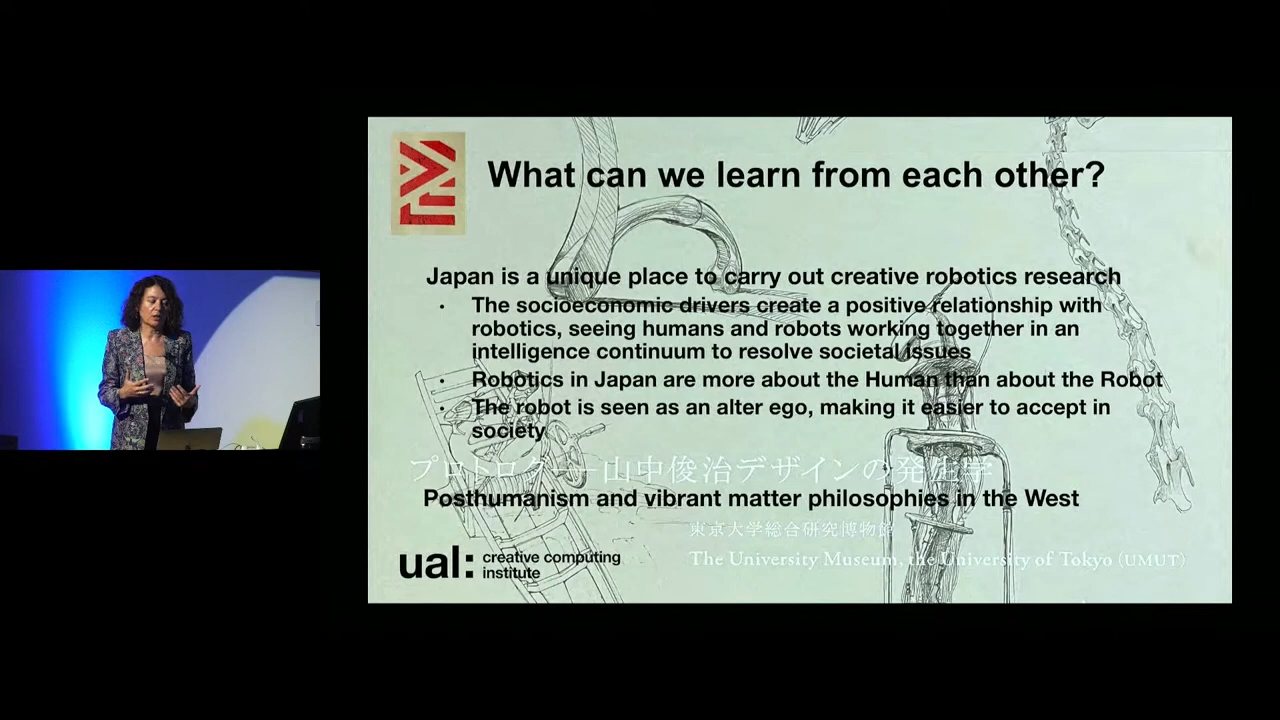 What can we learn from each other?
Japan is a unique place to carry out creative robotics research
• The socioeconomic drivers create a positive relationship with
robotics, seeing humans and robots working together in an
intelligence continuum to resolve societal issues
• Robotics in Japan are more about the Human than about the Robot
• The robot is seen as an alter ego, making it easier to accept in
society
プロトロクター山中俊治デザインの発生学
Posthumanism and vibrant matter philosophies in the West
東京大学総合研究博物館
The University Museum, the University of Tokyo (UMUT)
ual: creative computing
institute